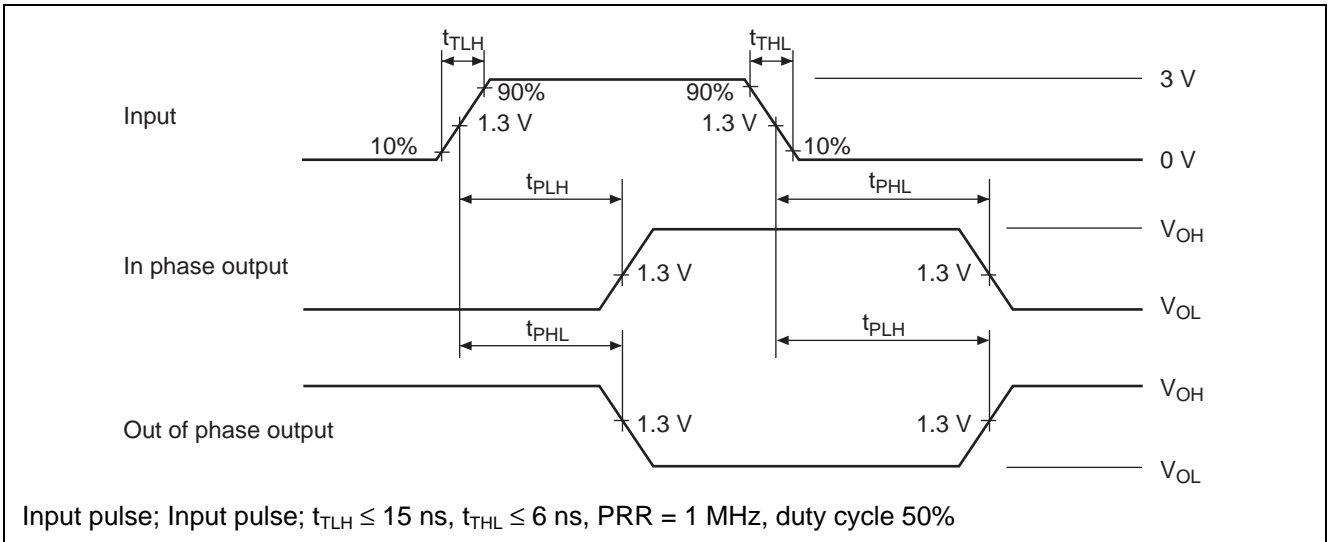 tTLH tTHL
90% 90% 3 V
Input 1.3 V 1.3 V
10% 10% 0 V
tPLH tPHL
VOH
In phase output 1.3 V 1.3 V
VOL
tPHL tPLH
VOH
Out of phase output 1.3 V 1.3 V
VOL
Input pulse; Input pulse; tTLH ≤ 15 ns, tTHL ≤ 6 ns, PRR = 1 MHz, duty cycle 50%